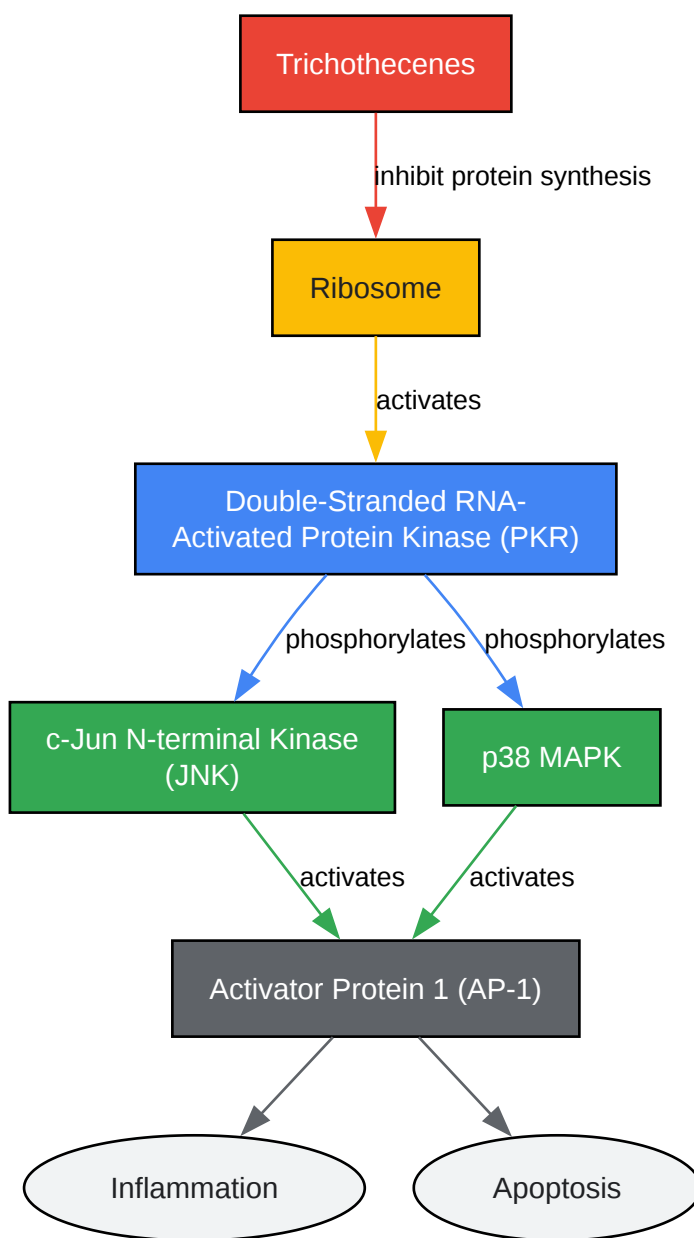 Trichothecenes
inhibit protein synthesis
Ribosome
activates
Double-Stranded RNA-
Activated Protein Kinase (PKR)
phosphorylates
phosphorylates
c-Jun N-terminal Kinase
(JNK)
p38 MAPK
activates
activates
Activator Protein 1 (AP-1)
Inflammation
Apoptosis